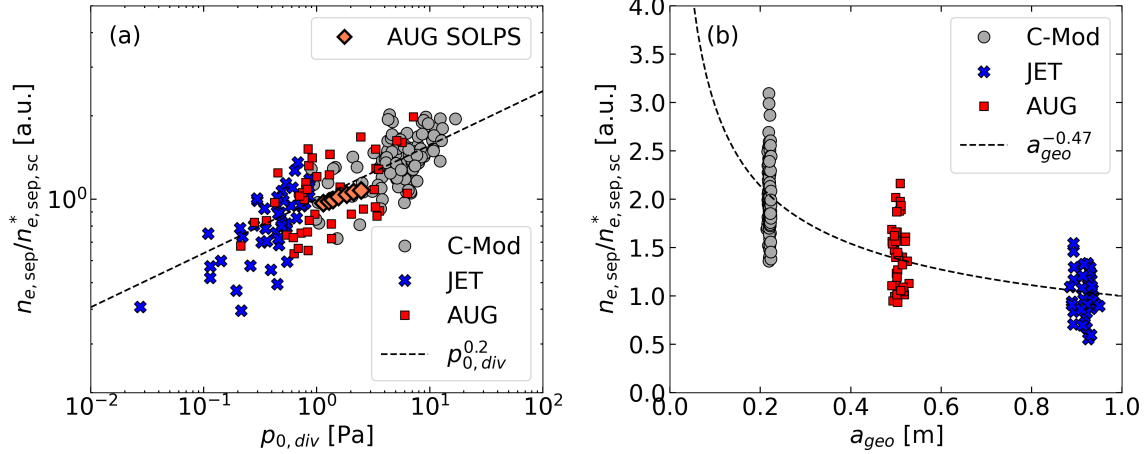 (a)
AUG SOLPS
C-Mod
JET
AUG
p_{0,div}^{0.2}
10^0
10^{-2} 10^{-1} 10^0 10^1 10^2
p_{0,div} [Pa]
n_{e,sep}/n^*_{e,sep,sc} [a.u.]
(b)
C-Mod
JET
AUG
a_{geo}^{-0.47}
4.0
3.5
3.0
2.5
2.0
1.5
1.0
0.5
0.0
0.0 0.2 0.4 0.6 0.8 1.0
a_{geo} [m]
n_{e,sep}/n^*_{e,sep,sc} [a.u.]